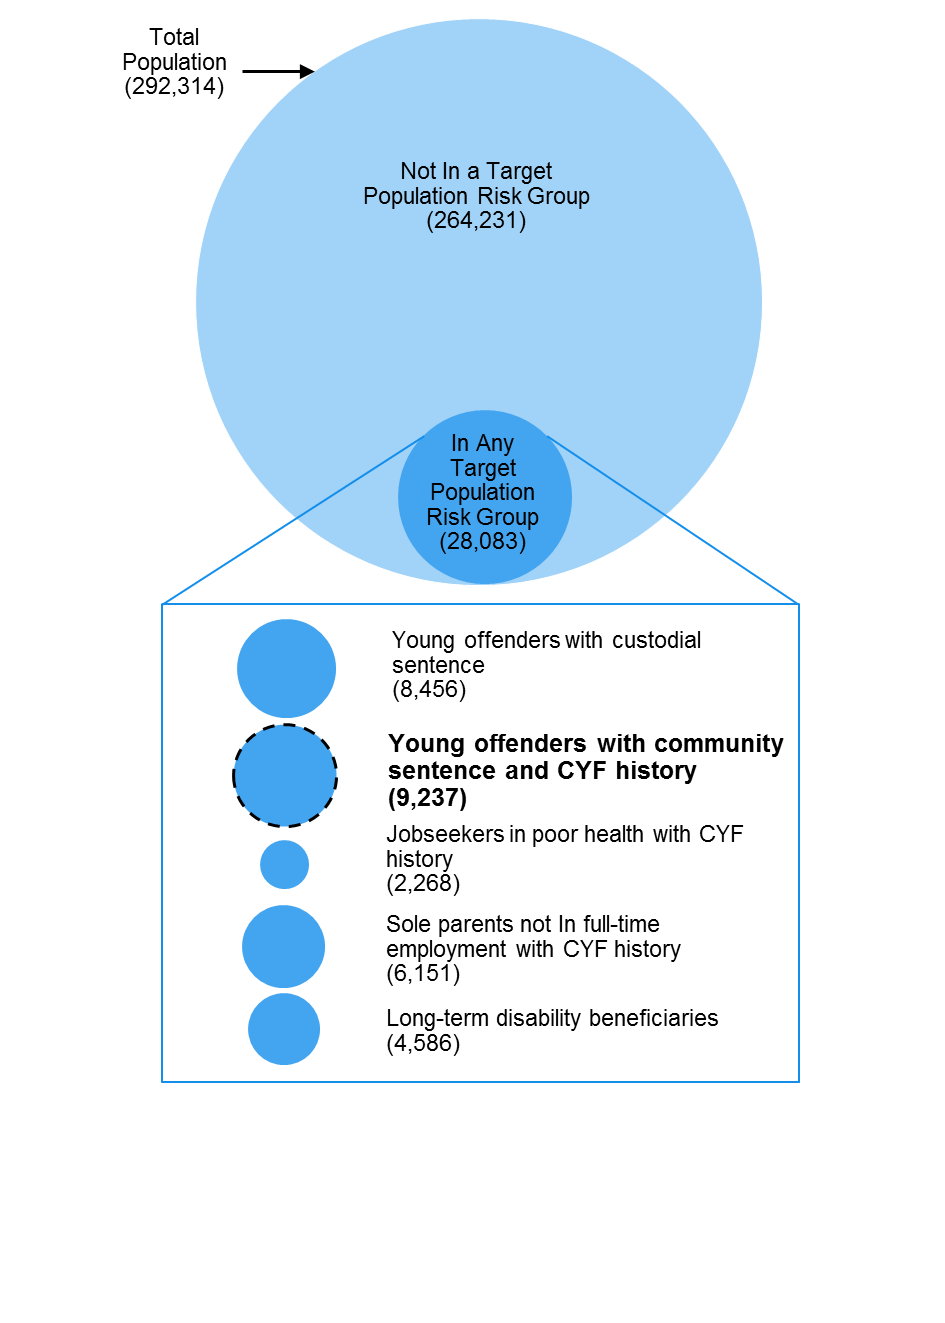 Total
Population
(292,314)
Not In a Target
Population Risk Group
(264,231)
In Any
Target
Population
Risk Group
(28,083)
Young offenders with custodial
sentence
(8,456)
Young offenders with community
sentence and CYF history
(9,237)
Jobseekers in poor health with CYF
history
(2,268)
Sole parents not In full-time
employment with CYF history
(6,151)
Long-term disability beneficiaries
(4,586)